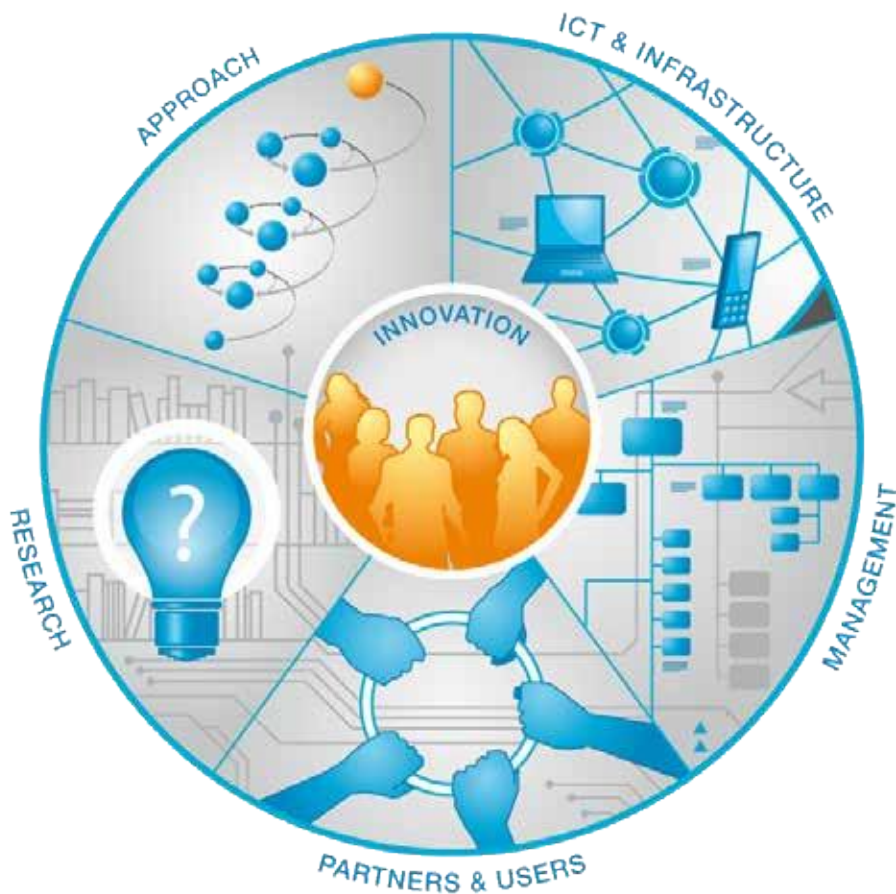 APPROACH
ICT & INFRASTRUCTURE
INNOVATION
?
RESEARCH
MANAGEMENT
PARTNERS & USERS